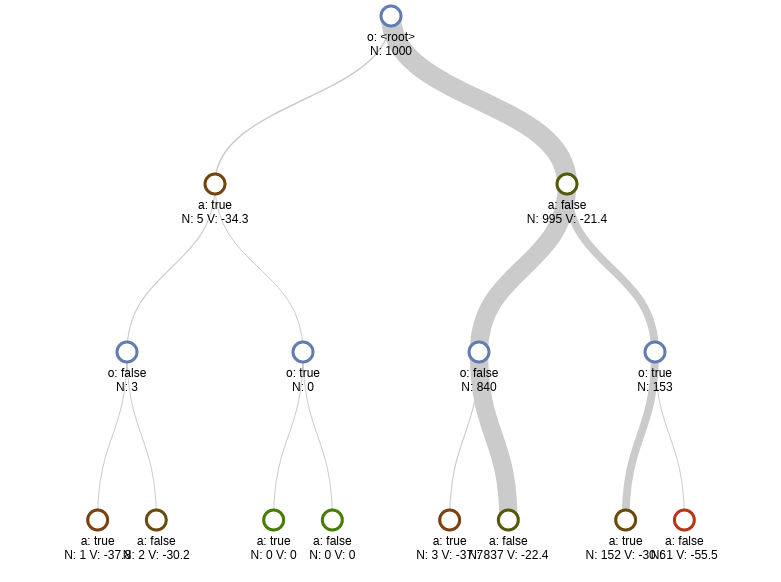 o: <root>
N: 1000
a: true
N: 5 V: -34.3
a: false
N: 995 V: -21.4
o: false
N: 3
o: true
N: 0
o: false
N: 840
o: true
N: 153
a: true
N: 1 V: -37.8
a: false
N: 2 V: -30.2
a: true
N: 0 V: 0
a: false
N: 0 V: 0
a: true
N: 3 V: -37.7
a: false
N: 837 V: -22.4
a: true
N: 152 V: -30.6
a: false
N: 1 V: -55.5